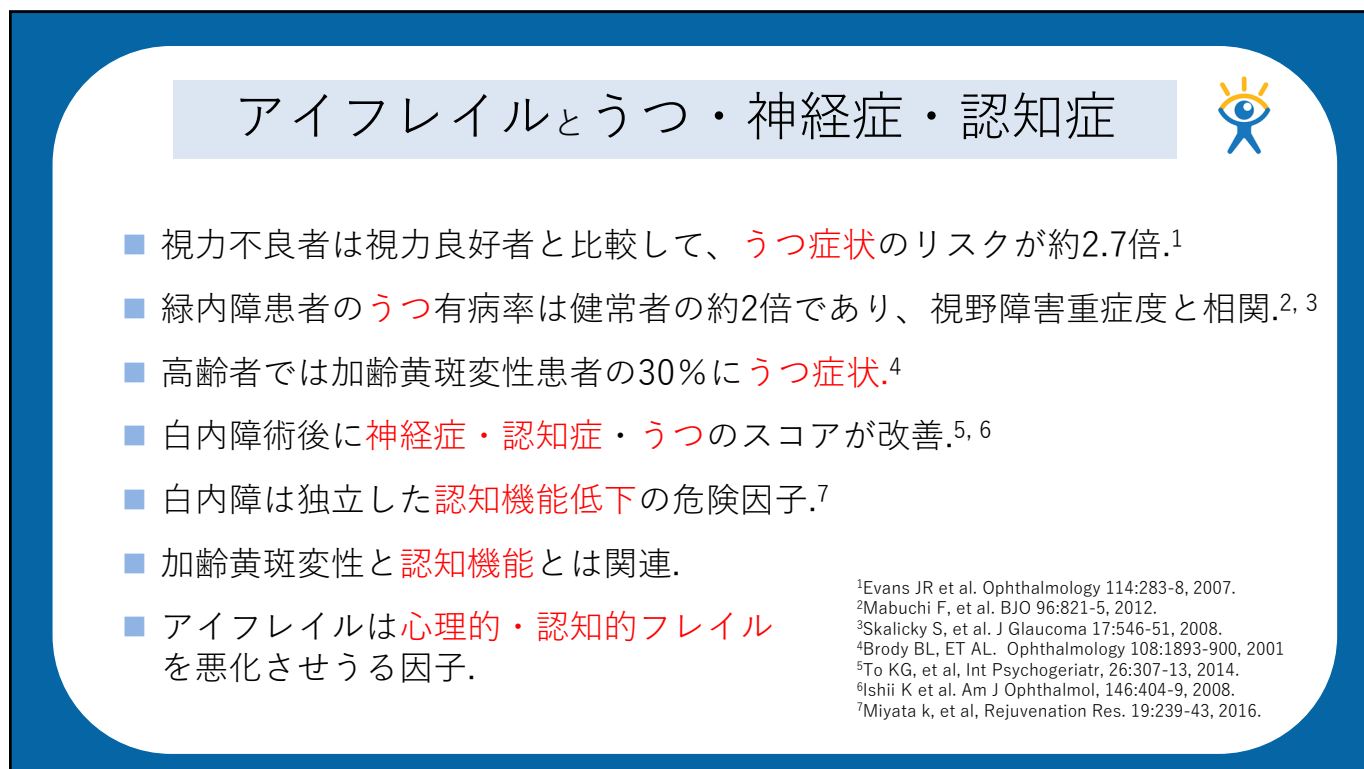 アイフレイルとうつ・神経症・認知症
■ 視力不良者は視力良好者と比較して、うつ症状のリスクが約2.7倍.1
■ 緑内障患者のうつ有病率は健常者の約2倍であり、視野障害重症度と相関.2, 3
■ 高齢者では加齢黄斑変性患者の30%にうつ症状.4
■ 白内障術後に神経症・認知症・うつのスコアが改善.5, 6
■ 白内障は独立した認知機能低下の危険因子.7
■ 加齢黄斑変性と認知機能とは関連.
■ アイフレイルは心理的・認知的フレイル
を悪化させうる因子.
1Evans JR et al. Ophthalmology 114:283-8, 2007.
2Mabuchi F, et al. BJO 96:821-5, 2012.
3Skalicky S, et al. J Glaucoma 17:546-51, 2008.
4Brody BL, ET AL. Ophthalmology 108:1893-900, 2001
5To KG, et al, Int Psychogeriatr, 26:307-13, 2014.
6Ishii K et al. Am J Ophthalmol, 146:404-9, 2008.
7Miyata k, et al, Rejuvenation Res. 19:239-43, 2016.